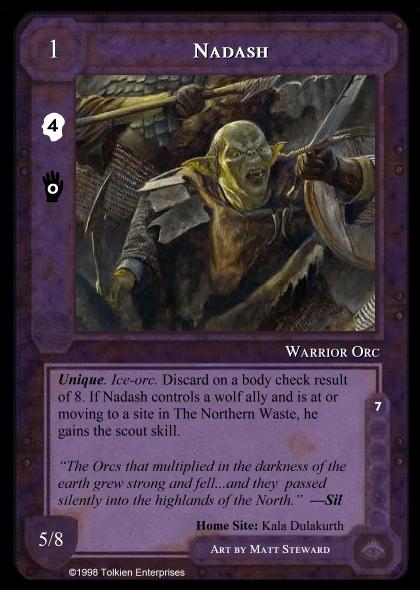 1
NADASH
4
0
WARRIOR ORC
Unique. Ice-orc. Discard on a body check result
of 8. If Nadash controls a wolf ally and is at or
moving to a site in The Northern Waste, he
gains the scout skill.
7
“The Orcs that multiplied in the darkness of the
earth grew strong and fell...and they passed
silently into the highlands of the North.” —Sil
Home Site: Kala Dulakurth
5/8
ART BY MATT STEWARD
©1998 Tolkien Enterprises